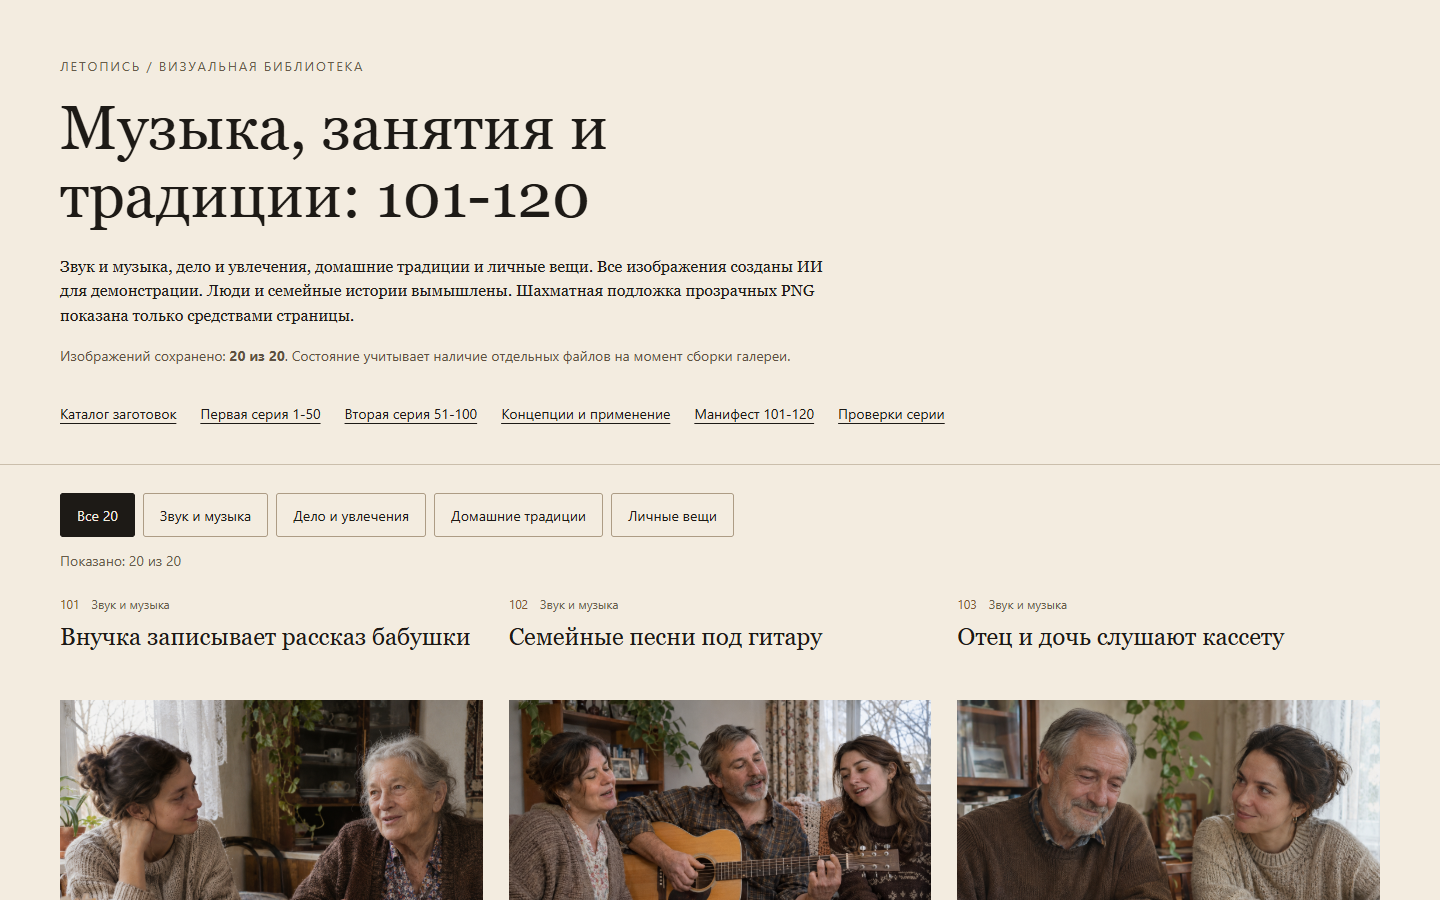 ЛЕТОПИСЬ / ВИЗУАЛЬНАЯ БИБЛИОТЕКА
Музыка, занятия и
традиции: 101-120
Звук и музыка, дело и увлечения, домашние традиции и личные вещи. Все изображения созданы ИИ
для демонстрации. Люди и семейные истории вымышлены. Шахматная подложка прозрачных PNG
показана только средствами страницы.
Изображений сохранено: 20 из 20. Состояние учитывает наличие отдельных файлов на момент сборки галереи.
Каталог заготовок Первая серия 1-50 Вторая серия 51-100 Концепции и применение Манифест 101-120 Проверки серии
Все 20 Звук и музыка Дело и увлечения Домашние традиции Личные вещи
Показано: 20 из 20
101 Звук и музыка
Внучка записывает рассказ бабушки
102 Звук и музыка
Семейные песни под гитару
103 Звук и музыка
Отец и дочь слушают кассету